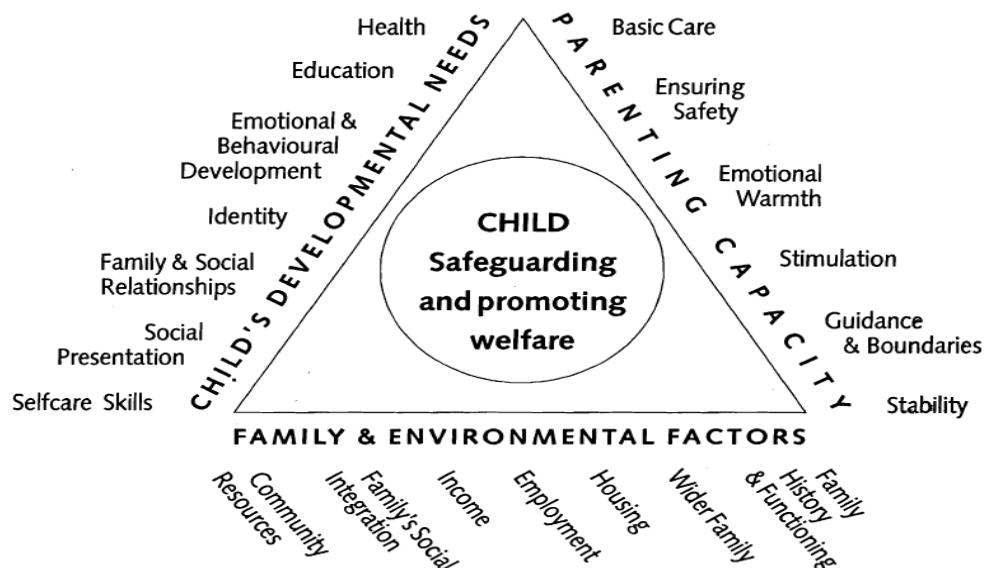 Health
Education
Emotional &
Behavioural
Development
Identity
Family & Social
Relationships
Social
Presentation
Selfcare Skills
CHILD'S DEVELOPMENTAL NEEDS
PARENTING CAPACITY
Basic Care
Ensuring
Safety
Emotional
Warmth
Stimulation
Guidance
& Boundaries
Stability
CHILD
Safeguarding
and promoting
welfare
FAMILY & ENVIRONMENTAL FACTORS
Community
Resources
Family's Social
Integration
Income
Employment
Housing
Wider Family
Family
History
& Functioning